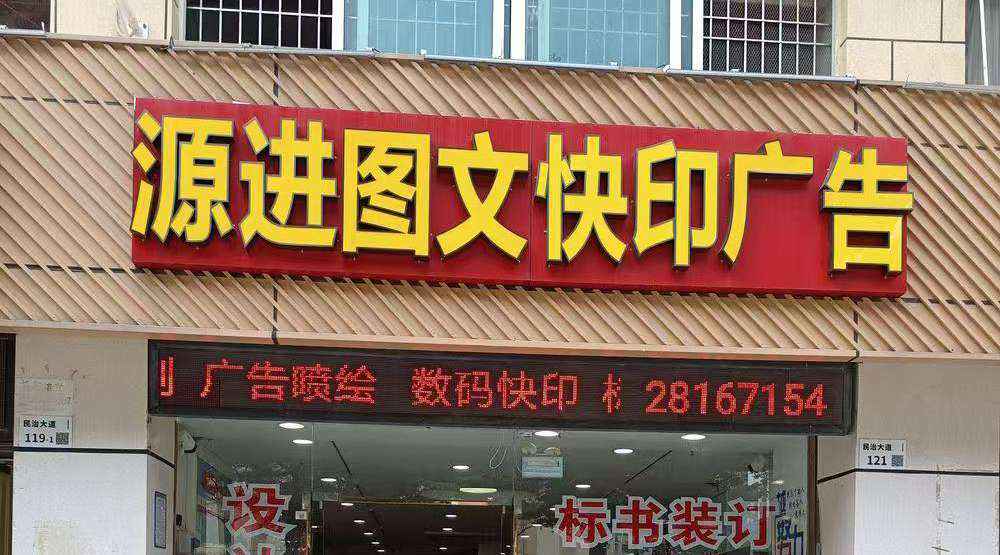 源进图文快印广告
广告喷绘 数码快印 28167154
民治大道
119-1
民治大道
121
设
标书装订